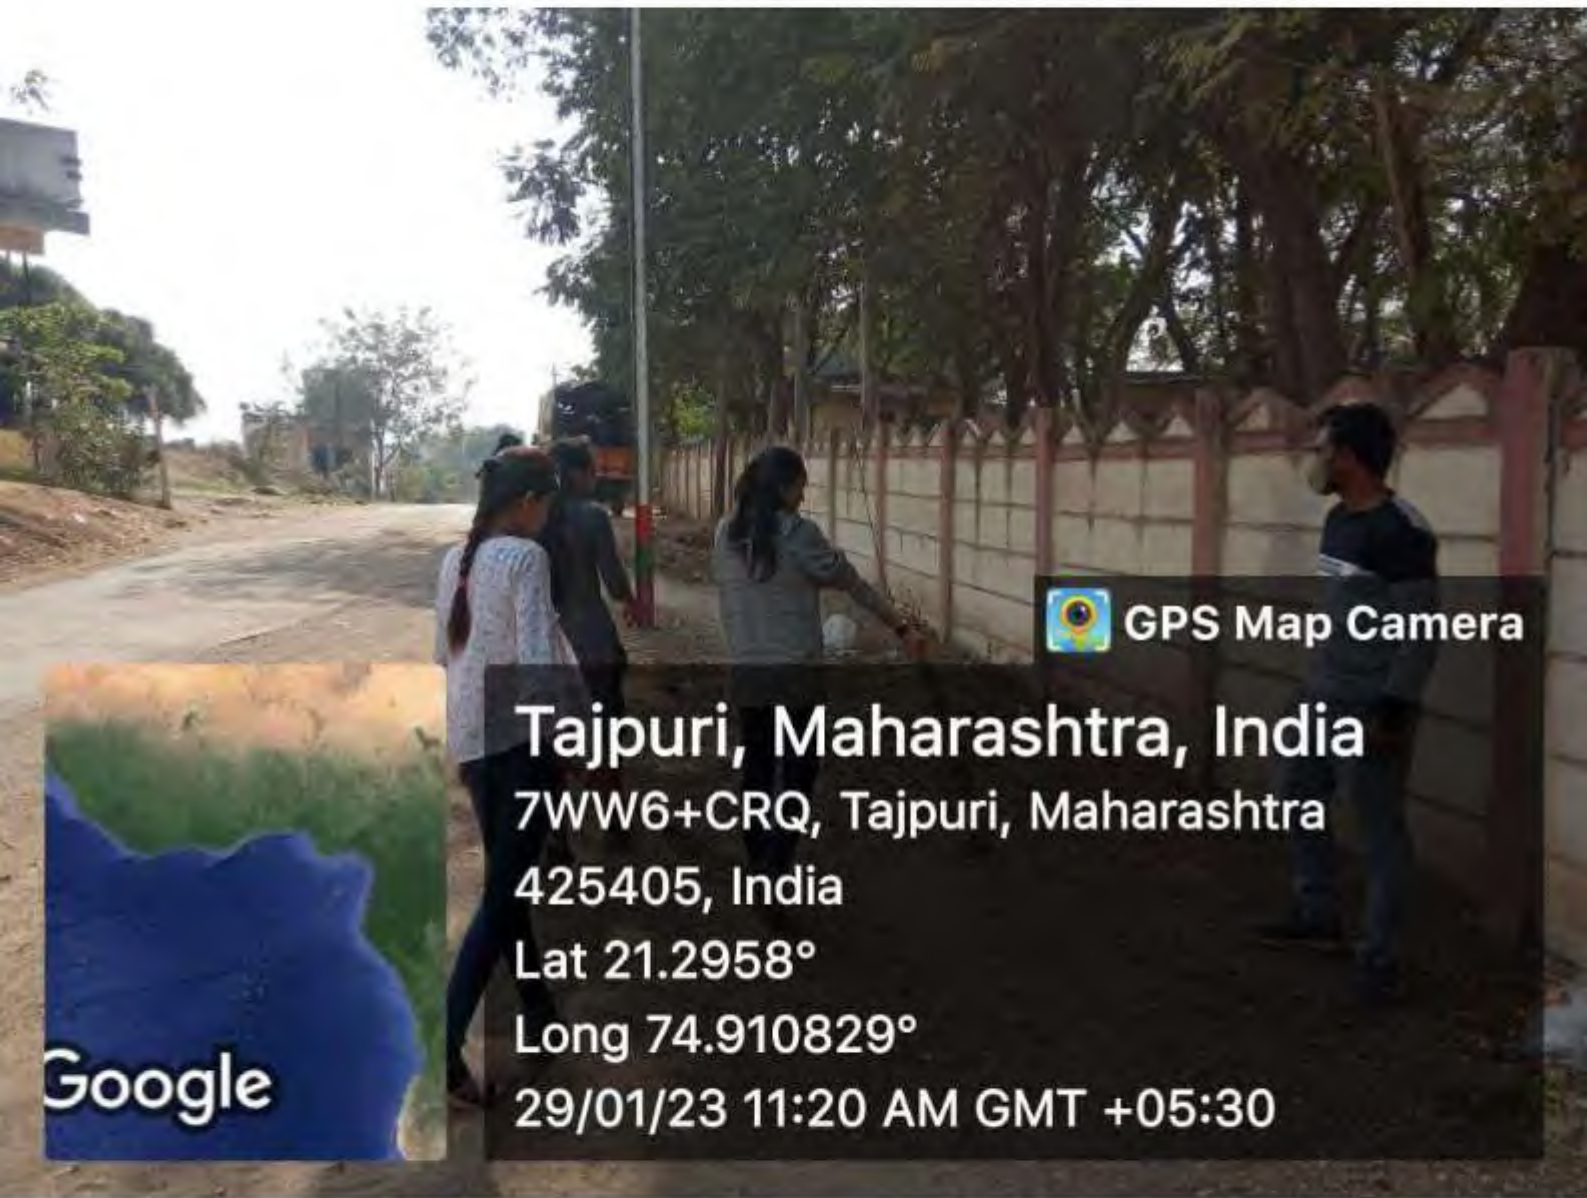 GPS Map Camera
Tajpuri, Maharashtra, India
7WW6+CRQ, Tajpuri, Maharashtra
425405, India
Lat 21.2958°
Long 74.910829°
29/01/23 11:20 AM GMT +05:30
Google